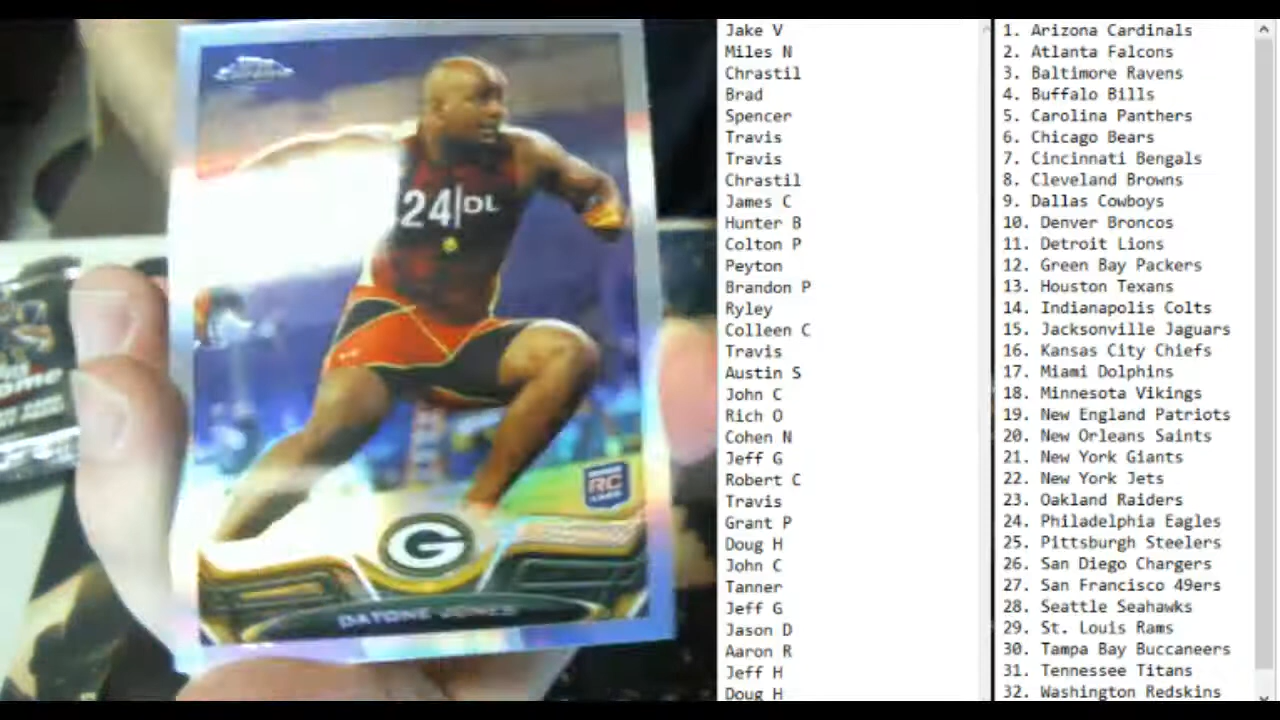 Topps Chrome
24|DL
RC
G
DATONE JONES
Jake V
Miles N
Chrastil
Brad
Spencer
Travis
Travis
Chrastil
James C
Hunter B
Colton P
Peyton
Brandon P
Ryley
Colleen C
Travis
Austin S
John C
Rich O
Cohen N
Jeff G
Robert C
Travis
Grant P
Doug H
John C
Tanner
Jeff G
Jason D
Aaron R
Jeff H
Doug H
1. Arizona Cardinals
2. Atlanta Falcons
3. Baltimore Ravens
4. Buffalo Bills
5. Carolina Panthers
6. Chicago Bears
7. Cincinnati Bengals
8. Cleveland Browns
9. Dallas Cowboys
10. Denver Broncos
11. Detroit Lions
12. Green Bay Packers
13. Houston Texans
14. Indianapolis Colts
15. Jacksonville Jaguars
16. Kansas City Chiefs
17. Miami Dolphins
18. Minnesota Vikings
19. New England Patriots
20. New Orleans Saints
21. New York Giants
22. New York Jets
23. Oakland Raiders
24. Philadelphia Eagles
25. Pittsburgh Steelers
26. San Diego Chargers
27. San Francisco 49ers
28. Seattle Seahawks
29. St. Louis Rams
30. Tampa Bay Buccaneers
31. Tennessee Titans
32. Washington Redskins